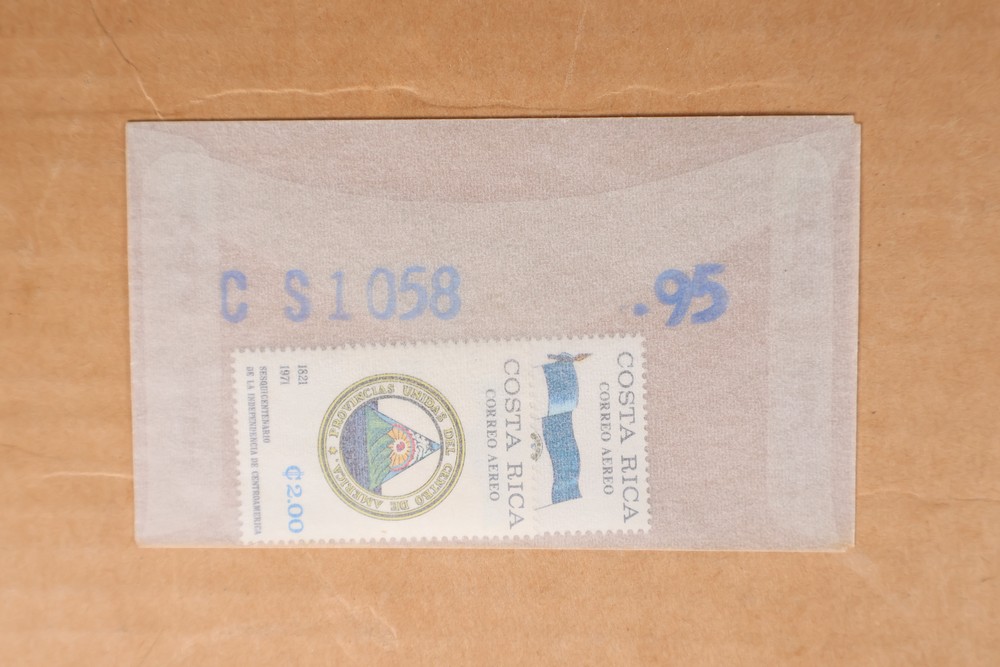 C S1058 .95
COSTA RICA
CORREO AEREO
COSTA RICA
CORREO AEREO
PROVINCIAS UNIDAS DEL CENTRO DE AMERICA
₡2.00
1821
1971
SESQUICENTENARIO
DE LA INDEPENDENCIA DE CENTROAMERICA